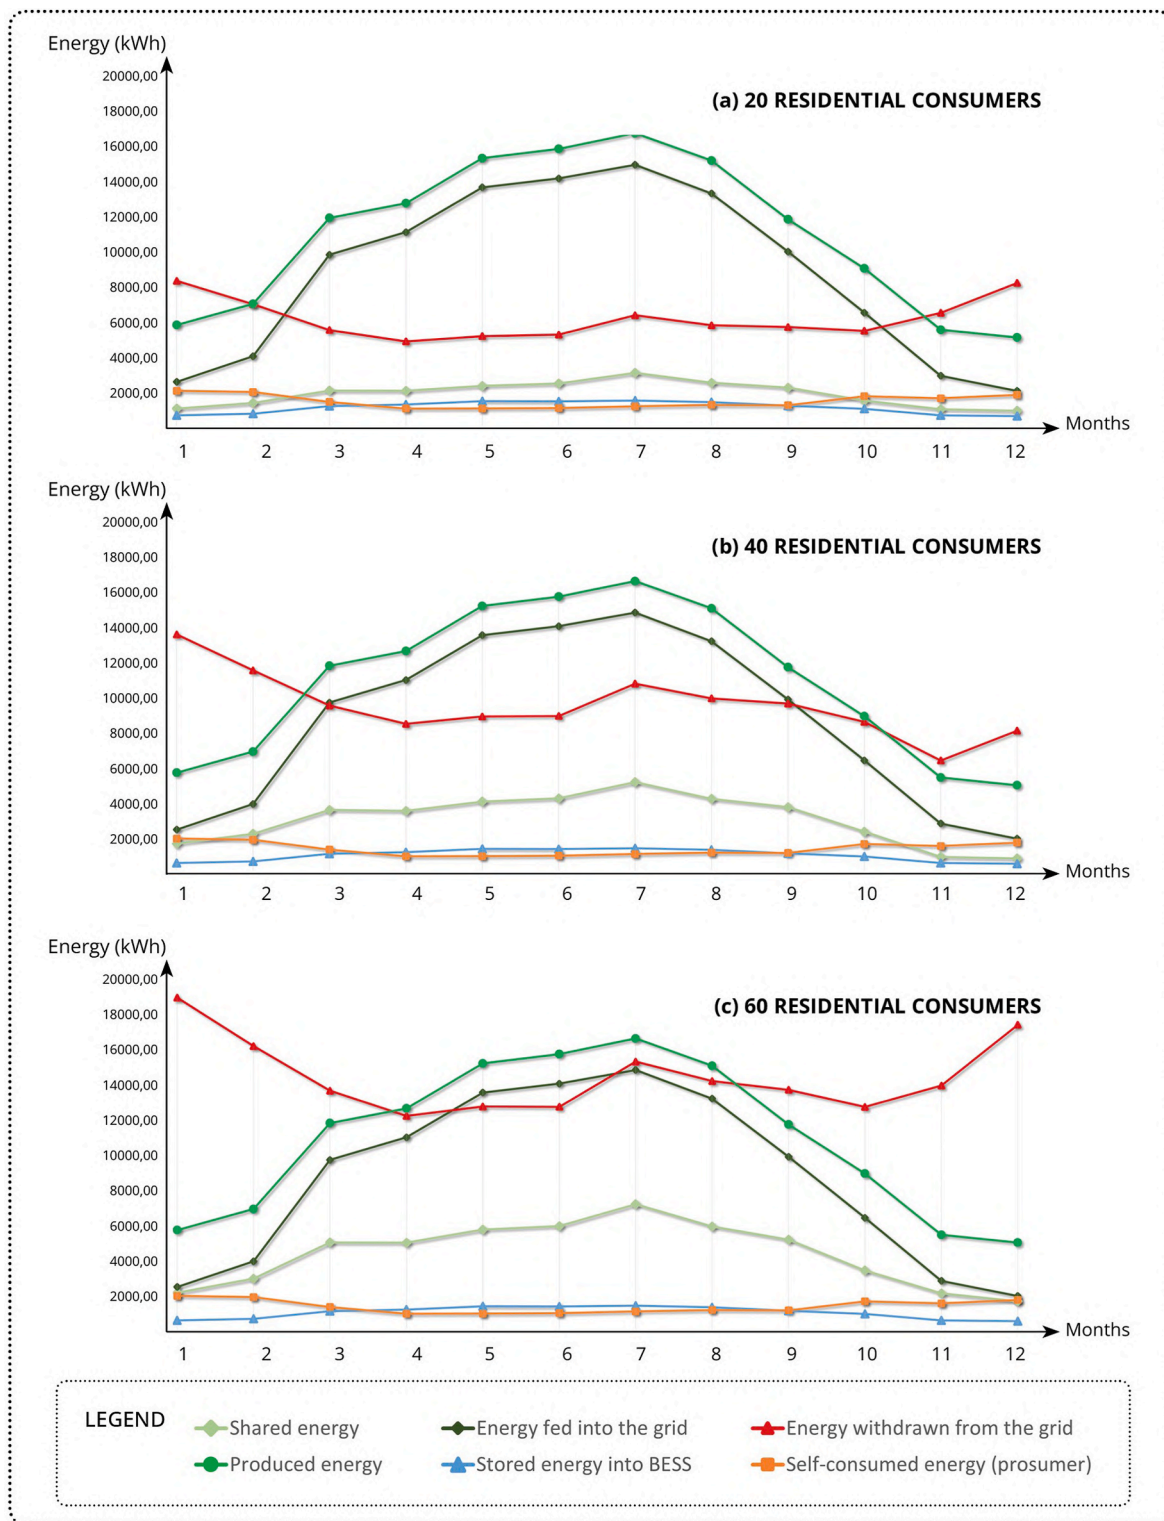 Energy (kWh)
20000,00
(a) 20 RESIDENTIAL CONSUMERS
18000,00
16000,00
14000,00
12000,00
10000,00
8000,00
6000,00
4000,00
2000,00
Months
1 2 3 4 5 6 7 8 9 10 11 12
Energy (kWh)
20000,00
(b) 40 RESIDENTIAL CONSUMERS
18000,00
16000,00
14000,00
12000,00
10000,00
8000,00
6000,00
4000,00
2000,00
Months
1 2 3 4 5 6 7 8 9 10 11 12
Energy (kWh)
20000,00
(c) 60 RESIDENTIAL CONSUMERS
18000,00
16000,00
14000,00
12000,00
10000,00
8000,00
6000,00
4000,00
2000,00
Months
1 2 3 4 5 6 7 8 9 10 11 12
LEGEND
Shared energy Energy fed into the grid Energy withdrawn from the grid
Produced energy Stored energy into BESS Self-consumed energy (prosumer)